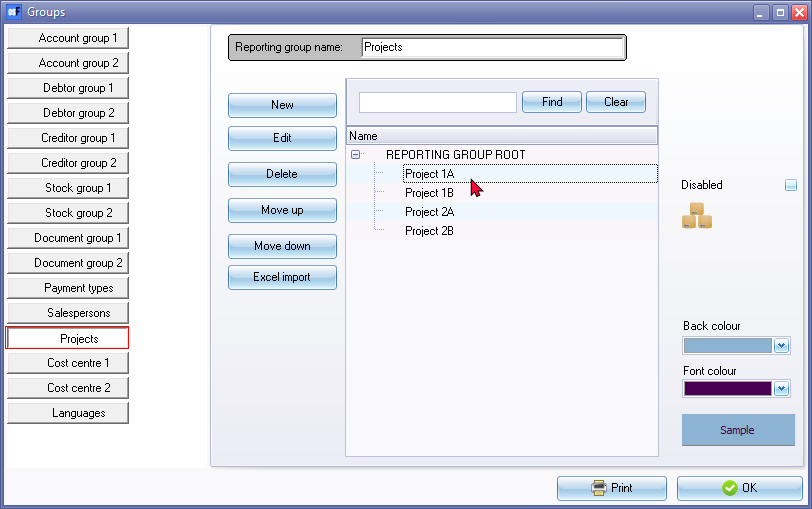 Groups
Account group 1
Account group 2
Debtor group 1
Debtor group 2
Creditor group 1
Creditor group 2
Stock group 1
Stock group 2
Document group 1
Document group 2
Payment types
Salespersons
Projects
Cost centre 1
Cost centre 2
Languages
Reporting group name: Projects
New
Edit
Delete
Move up
Move down
Excel import
Find Clear
Name
REPORTING GROUP ROOT
Project 1A
Project 1B
Project 2A
Project 2B
Disabled
Back colour
Font colour
Sample
Print OK